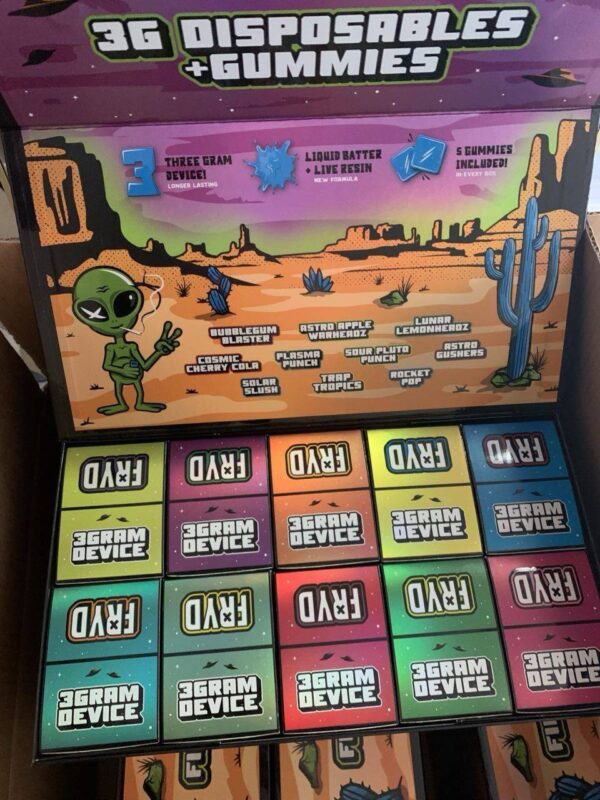 3G DISPOSABLES
+GUMMIES
3
THREE GRAM
DEVICE!
LONGER LASTING
LIQUID BATTER
+ LIVE RESIN
NEW FORMULA
5 GUMMIES
INCLUDED!
IN EVERY BOX
BUBBLEGUM
BLASTER
ASTRO APPLE
WARHEADZ
LUNAR
LEMONHEADZ
COSMIC
CHERRY COLA
PLASMA
PUNCH
SOUR PLUTO
PUNCH
ASTRO
GUSHERS
SOLAR
SLUSH
TRAP
TROPICS
ROCKET
POP
FRYD
FRYD
FRYD
FRYD
FRYD
3GRAM
DEVICE
3GRAM
DEVICE
3GRAM
DEVICE
3GRAM
DEVICE
3GRAM
DEVICE
FRYD
FRYD
FRYD
FRYD
FRYD
3GRAM
DEVICE
3GRAM
DEVICE
3GRAM
DEVICE
3GRAM
DEVICE
3GRAM
DEVICE